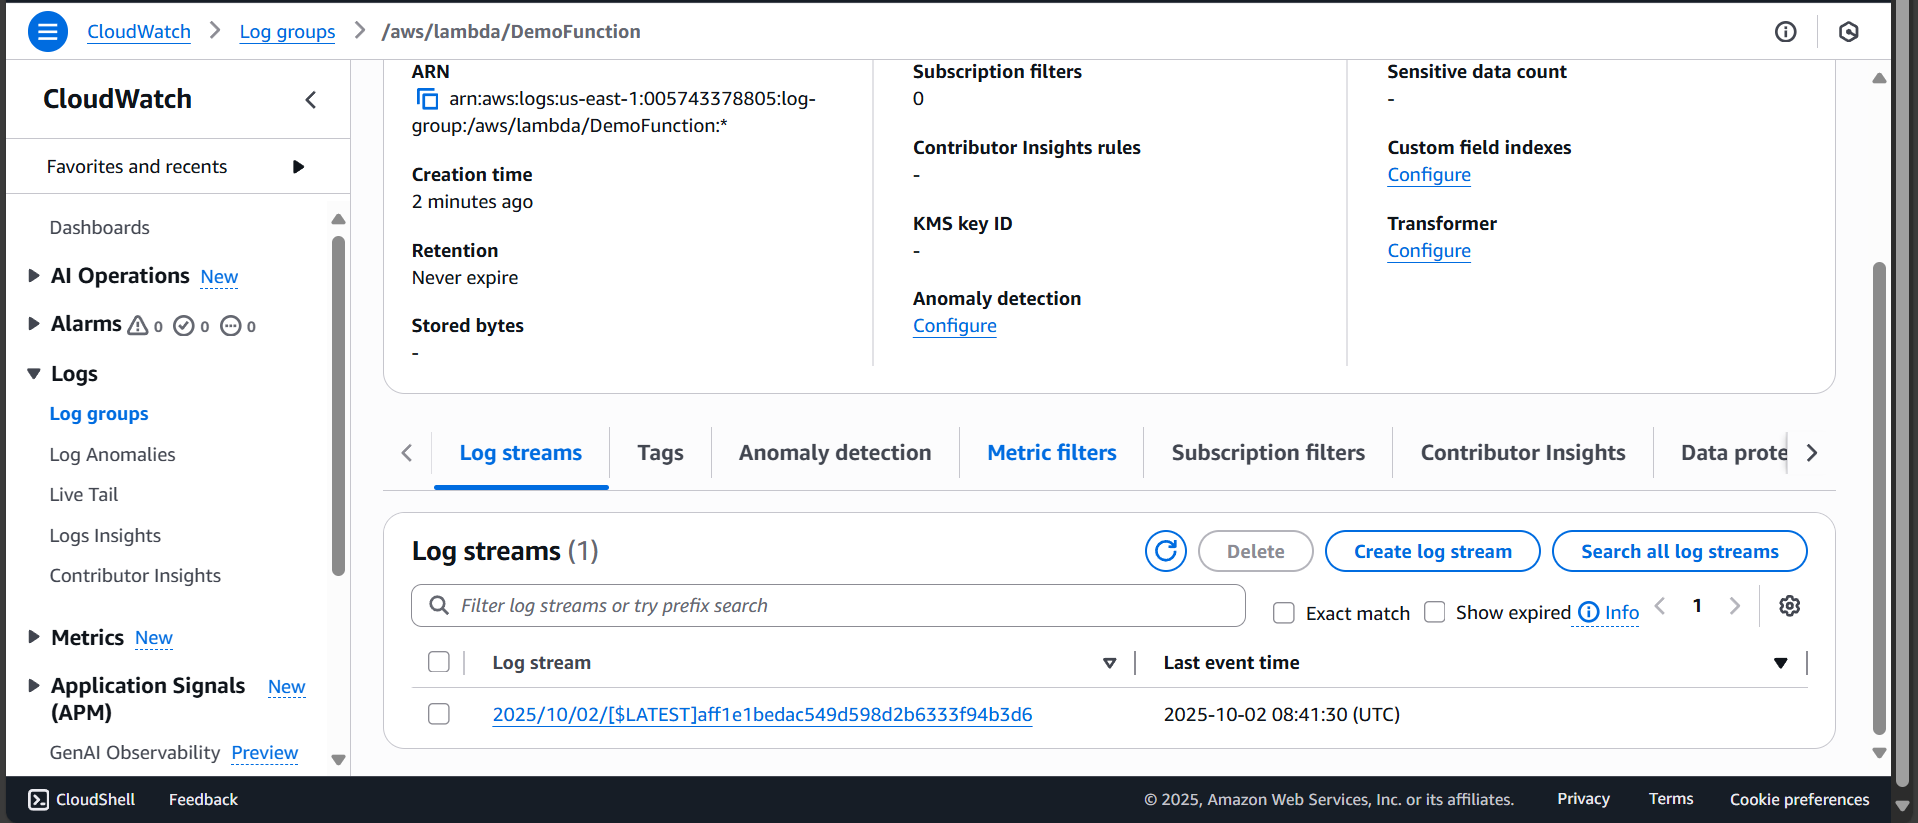 CloudWatch > Log groups > /aws/lambda/DemoFunction
CloudWatch
Favorites and recents
Dashboards
AI Operations New
Alarms 0 0 0
Logs
Log groups
Log Anomalies
Live Tail
Logs Insights
Contributor Insights
Metrics New
Application Signals New
(APM)
GenAI Observability Preview
ARN
arn:aws:logs:us-east-1:005743378805:log-
group:/aws/lambda/DemoFunction:*
Creation time
2 minutes ago
Retention
Never expire
Stored bytes
-
Subscription filters
0
Contributor Insights rules
-
KMS key ID
-
Anomaly detection
Configure
Sensitive data count
-
Custom field indexes
Configure
Transformer
Configure
Log streams Tags Anomaly detection Metric filters Subscription filters Contributor Insights Data prote
Log streams (1) Delete Create log stream Search all log streams
Filter log streams or try prefix search Exact match Show expired Info 1
Log stream Last event time
2025/10/02/[$LATEST]aff1e1bedac549d598d2b6333f94b3d6 2025-10-02 08:41:30 (UTC)
CloudShell Feedback © 2025, Amazon Web Services, Inc. or its affiliates. Privacy Terms Cookie preferences